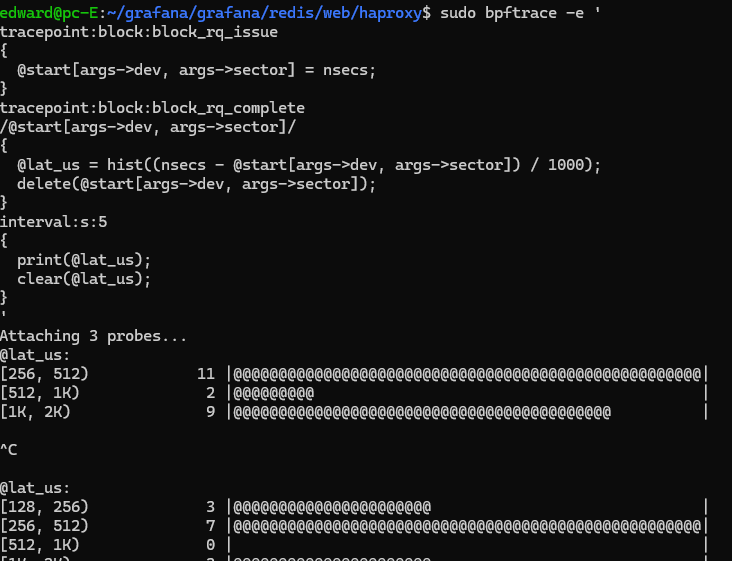 edward@pc-E:~/grafana/grafana/redis/web/haproxy$ sudo bpftrace -e '
tracepoint:block:block_rq_issue
{
  @start[args->dev, args->sector] = nsecs;
}
tracepoint:block:block_rq_complete
/@start[args->dev, args->sector]/
{
  @lat_us = hist((nsecs - @start[args->dev, args->sector]) / 1000);
  delete(@start[args->dev, args->sector]);
}
interval:s:5
{
  print(@lat_us);
  clear(@lat_us);
}
'
Attaching 3 probes...
@lat_us:
[256, 512)            11 |@@@@@@@@@@@@@@@@@@@@@@@@@@@@@@@@@@@@@@@@@@@@@@@@@@@@|
[512, 1K)              2 |@@@@@@@@@                                           |
[1K, 2K)               9 |@@@@@@@@@@@@@@@@@@@@@@@@@@@@@@@@@@@@@@@@@@          |
^C
@lat_us:
[128, 256)             3 |@@@@@@@@@@@@@@@@@@@@@@                              |
[256, 512)             7 |@@@@@@@@@@@@@@@@@@@@@@@@@@@@@@@@@@@@@@@@@@@@@@@@@@@@|
[512, 1K)              0 |                                                    |
[1K, 2K)               3 |@@@@@@@@@@@@@@@@@@@@@@                              |